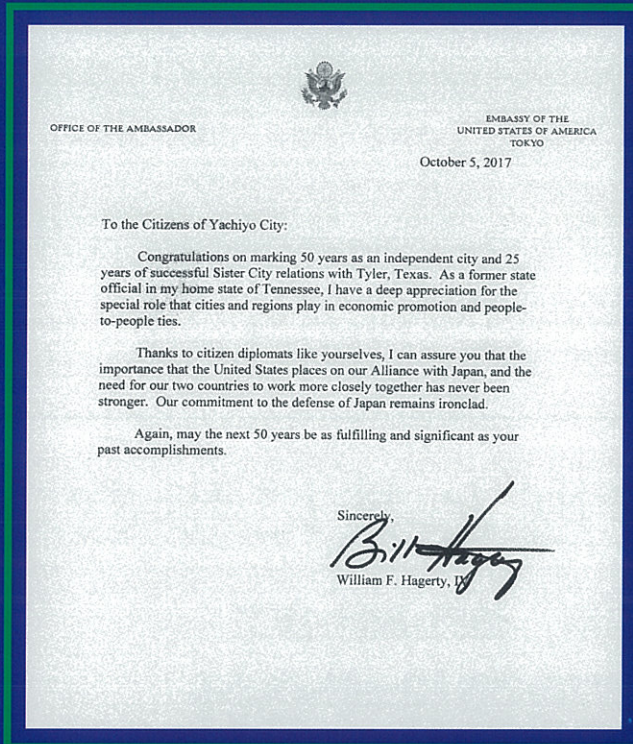 OFFICE OF THE AMBASSADOR
EMBASSY OF THE
UNITED STATES OF AMERICA
TOKYO
October 5, 2017
To the Citizens of Yachiyo City:
Congratulations on marking 50 years as an independent city and 25
years of successful Sister City relations with Tyler, Texas. As a former state
official in my home state of Tennessee, I have a deep appreciation for the
special role that cities and regions play in economic promotion and people-
to-people ties.
Thanks to citizen diplomats like yourselves, I can assure you that the
importance that the United States places on our Alliance with Japan, and the
need for our two countries to work more closely together has never been
stronger. Our commitment to the defense of Japan remains ironclad.
Again, may the next 50 years be as fulfilling and significant as your
past accomplishments.
Sincerely,
Bill Hagerty
William F. Hagerty, IV